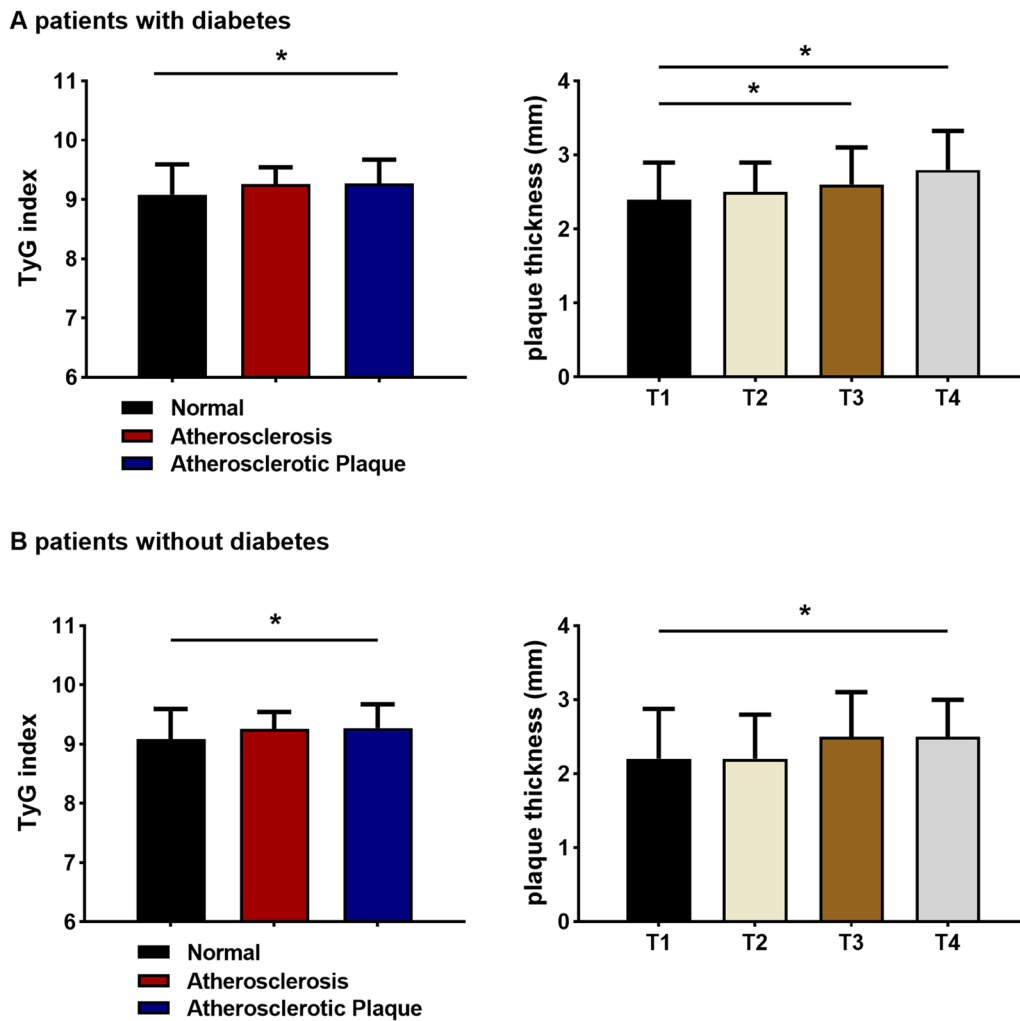 A patients with diabetes
*
11
10
9
8
7
6
TyG index
Normal
Atherosclerosis
Atherosclerotic Plaque
*
*
4
3
2
1
0
plaque thickness (mm)
T1 T2 T3 T4
B patients without diabetes
*
11
10
9
8
7
6
TyG index
Normal
Atherosclerosis
Atherosclerotic Plaque
*
4
3
2
1
0
plaque thickness (mm)
T1 T2 T3 T4